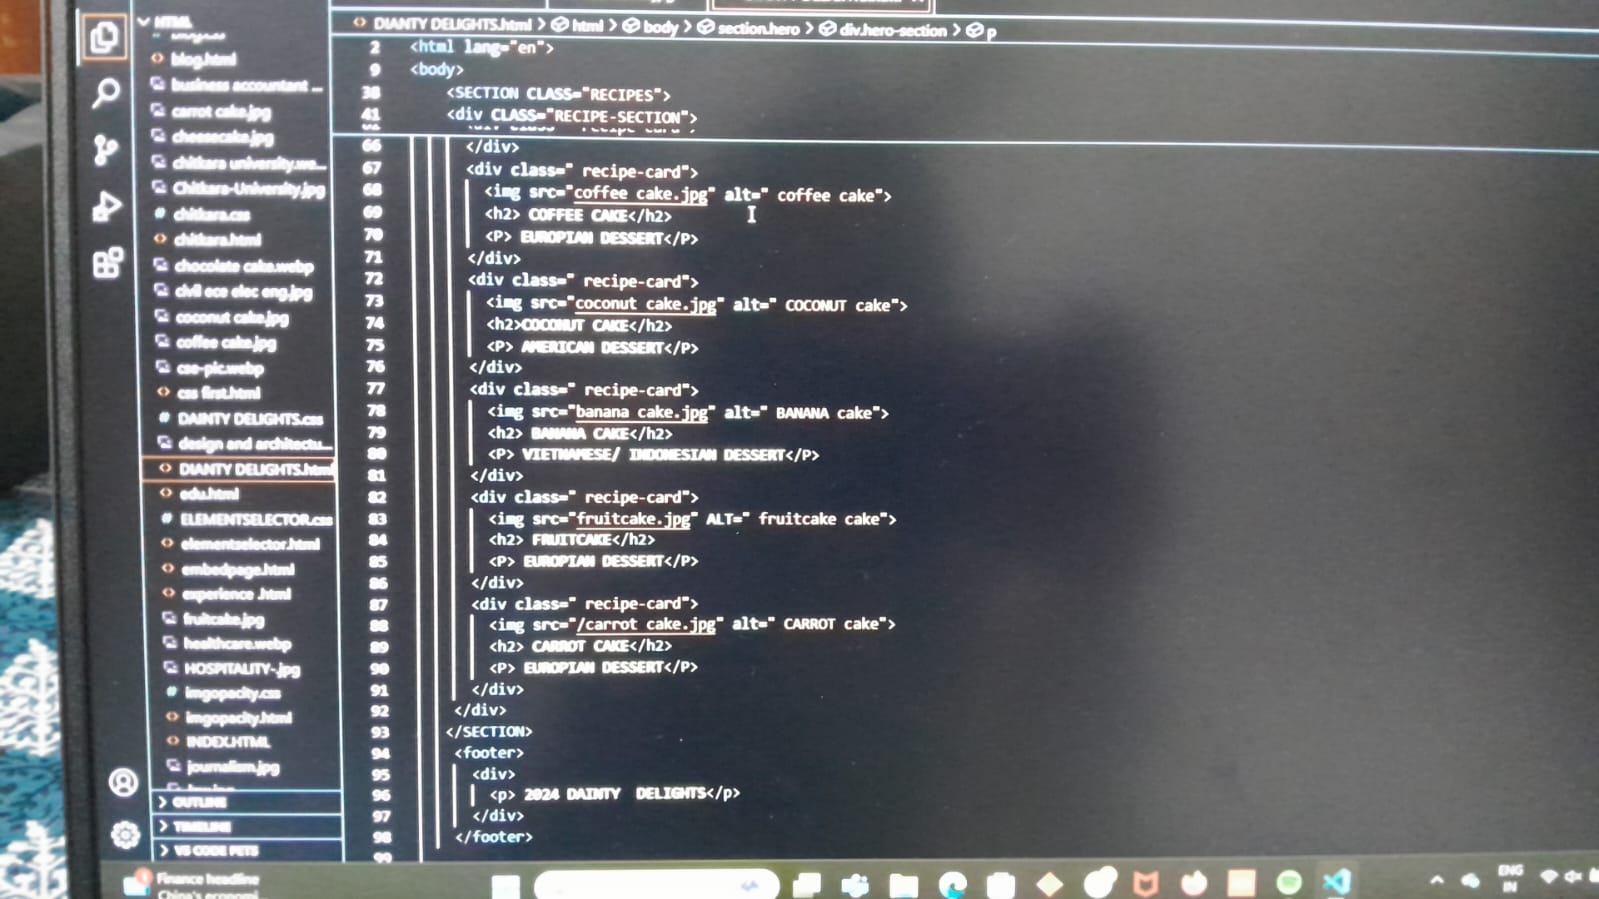 DIANTY DELIGHTS.html > html > body > section.hero > div.hero-section > p
HTML
blog.html
business accountant ...
carrot cake.jpg
cheesecake.jpg
chitkara university.we...
Chitkara-University.jpg
chitkara.css
chitkara.html
chocolate cake.webp
civil ece elec eng.jpg
coconut cake.jpg
coffee cake.jpg
cse-pic.webp
css first.html
DAINTY DELIGHTS.css
design and architectu...
DIANTY DELIGHTS.html
edu.html
ELEMENTSELECTOR.css
elementselector.html
embedpage.html
experience .html
fruitcake.jpg
healthcare.webp
HOSPITALITY-.jpg
imgopacity.css
imgopacity.html
INDEX.HTML
journalism.jpg
OUTLINE
TIMELINE
VS CODE PETS
2 <html lang="en">
9 <body>
38 <SECTION CLASS="RECIPES">
41 <div CLASS="RECIPE-SECTION">
66 </div>
67 <div class=" recipe-card">
68 <img src="coffee cake.jpg" alt=" coffee cake">
69 <h2> COFFEE CAKE</h2>
70 <P> EUROPIAN DESSERT</P>
71 </div>
72 <div class=" recipe-card">
73 <img src="coconut cake.jpg" alt=" COCONUT cake">
74 <h2>COCONUT CAKE</h2>
75 <P> AMERICAN DESSERT</P>
76 </div>
77 <div class=" recipe-card">
78 <img src="banana cake.jpg" alt=" BANANA cake">
79 <h2> BANANA CAKE</h2>
80 <P> VIETNAMESE/ INDONESIAN DESSERT</P>
81 </div>
82 <div class=" recipe-card">
83 <img src="fruitcake.jpg" ALT=" fruitcake cake">
84 <h2> FRUITCAKE</h2>
85 <P> EUROPIAN DESSERT</P>
86 </div>
87 <div class=" recipe-card">
88 <img src="/carrot cake.jpg" alt=" CARROT cake">
89 <h2> CARROT CAKE</h2>
90 <P> EUROPIAN DESSERT</P>
91 </div>
92 </div>
93 </SECTION>
94 <footer>
95 <div>
96 <p> 2024 DAINTY  DELIGHTS</p>
97 </div>
98 </footer>
99
Finance headline
China's economi...
ENG
IN